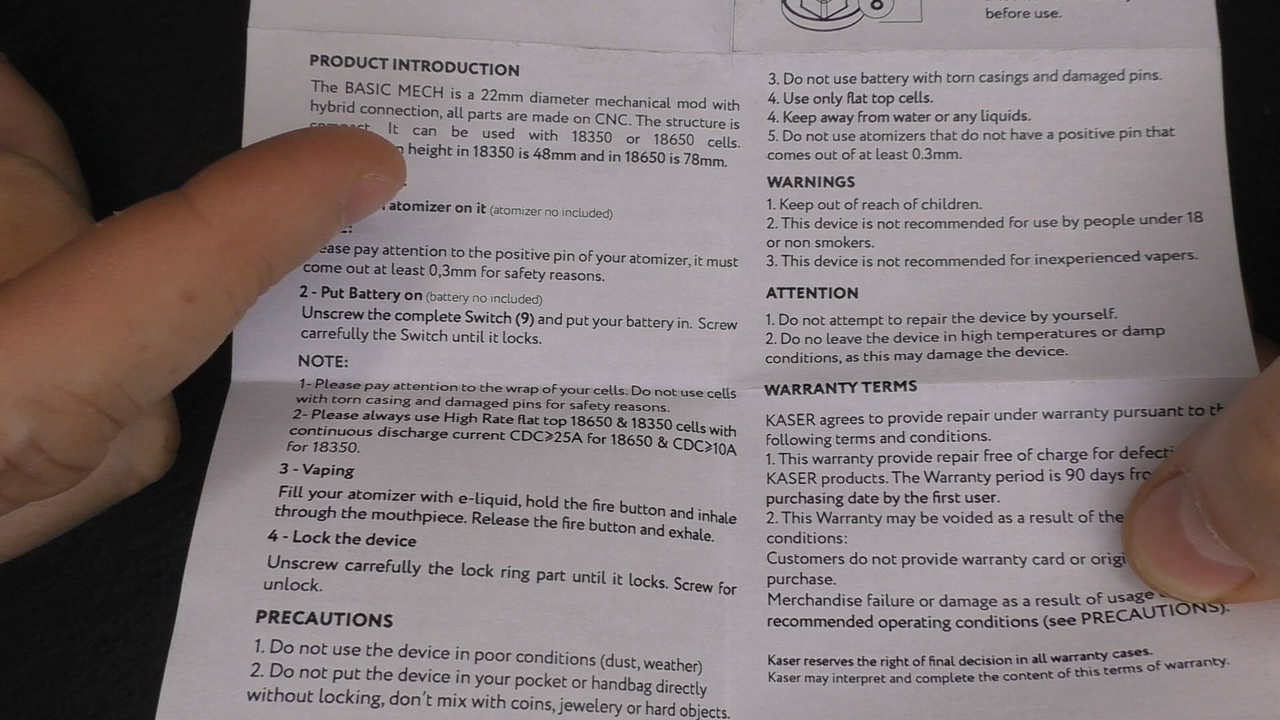 before use.
PRODUCT INTRODUCTION
The BASIC MECH is a 22mm diameter mechanical mod with
hybrid connection, all parts are made on CNC. The structure is
compact. It can be used with 18350 or 18650 cells.
height in 18350 is 48mm and in 18650 is 78mm.
atomizer on it (atomizer no included)
pay attention to the positive pin of your atomizer, it must
come out at least 0,3mm for safety reasons.
2 - Put Battery on (battery no included)
Unscrew the complete Switch (9) and put your battery in. Screw
carrefully the Switch until it locks.
NOTE:
1- Please pay attention to the wrap of your cells. Do not use cells
with torn casing and damaged pins for safety reasons.
2- Please always use High Rate flat top 18650 & 18350 cells with
continuous discharge current CDC≥25A for 18650 & CDC≥10A
for 18350.
3 - Vaping
Fill your atomizer with e-liquid, hold the fire button and inhale
through the mouthpiece. Release the fire button and exhale.
4 - Lock the device
Unscrew carrefully the lock ring part until it locks. Screw for
unlock.
PRECAUTIONS
1. Do not use the device in poor conditions (dust, weather)
2. Do not put the device in your pocket or handbag directly
without locking, don't mix with coins, jewelery or hard objects.
3. Do not use battery with torn casings and damaged pins.
4. Use only flat top cells.
4. Keep away from water or any liquids.
5. Do not use atomizers that do not have a positive pin that
comes out of at least 0.3mm.
WARNINGS
1. Keep out of reach of children.
2. This device is not recommended for use by people under 18
or non smokers.
3. This device is not recommended for inexperienced vapers.
ATTENTION
1. Do not attempt to repair the device by yourself.
2. Do no leave the device in high temperatures or damp
conditions, as this may damage the device.
WARRANTY TERMS
KASER agrees to provide repair under warranty pursuant to
following terms and conditions.
1. This warranty provide repair free of charge for
KASER products. The Warranty period is 90 days
purchasing date by the first user.
2. This Warranty may be voided as a result of the
conditions:
Customers do not provide warranty card or
purchase.
Merchandise failure or damage as a result of usage
recommended operating conditions (see PRECAUTIONS).
Kaser reserves the right of final decision in all warranty cases.
Kaser may interpret and complete the content of this terms of warranty.